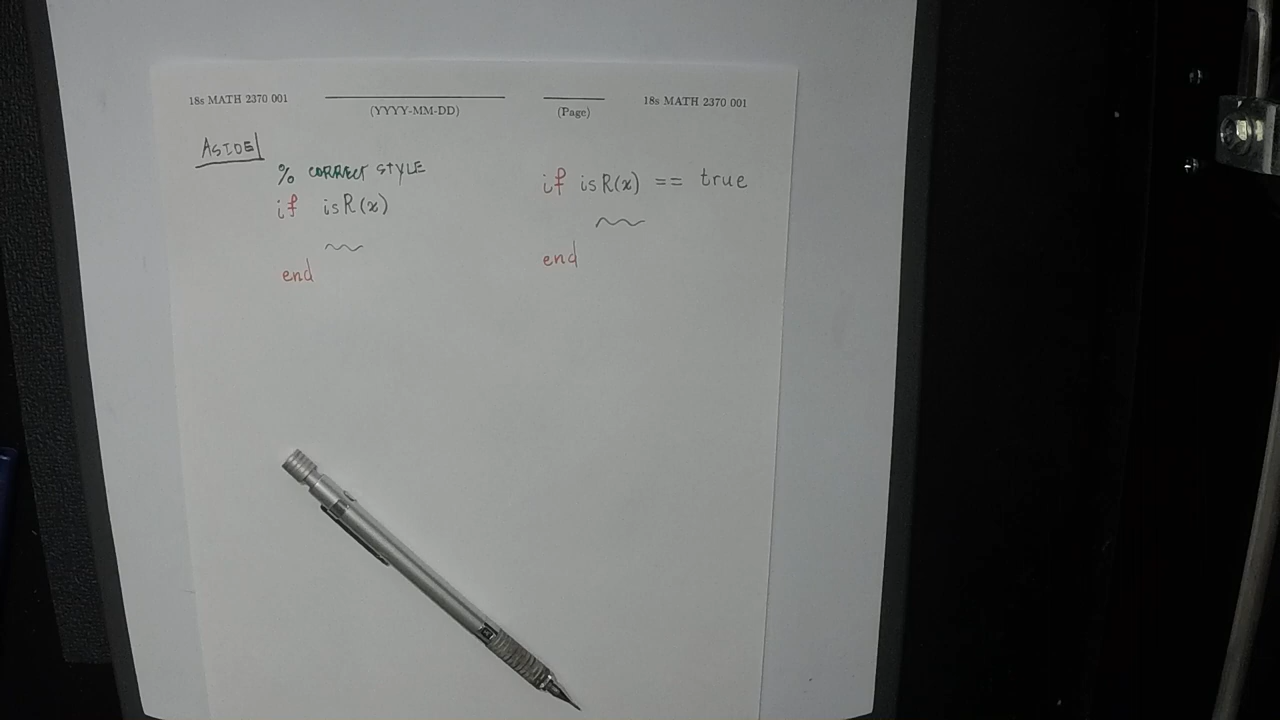 18s MATH 2370 001
(YYYY-MM-DD)
(Page)
18s MATH 2370 001
ASIDE
% CORRECT STYLE
if isR(x)
end
if isR(x) == true
end